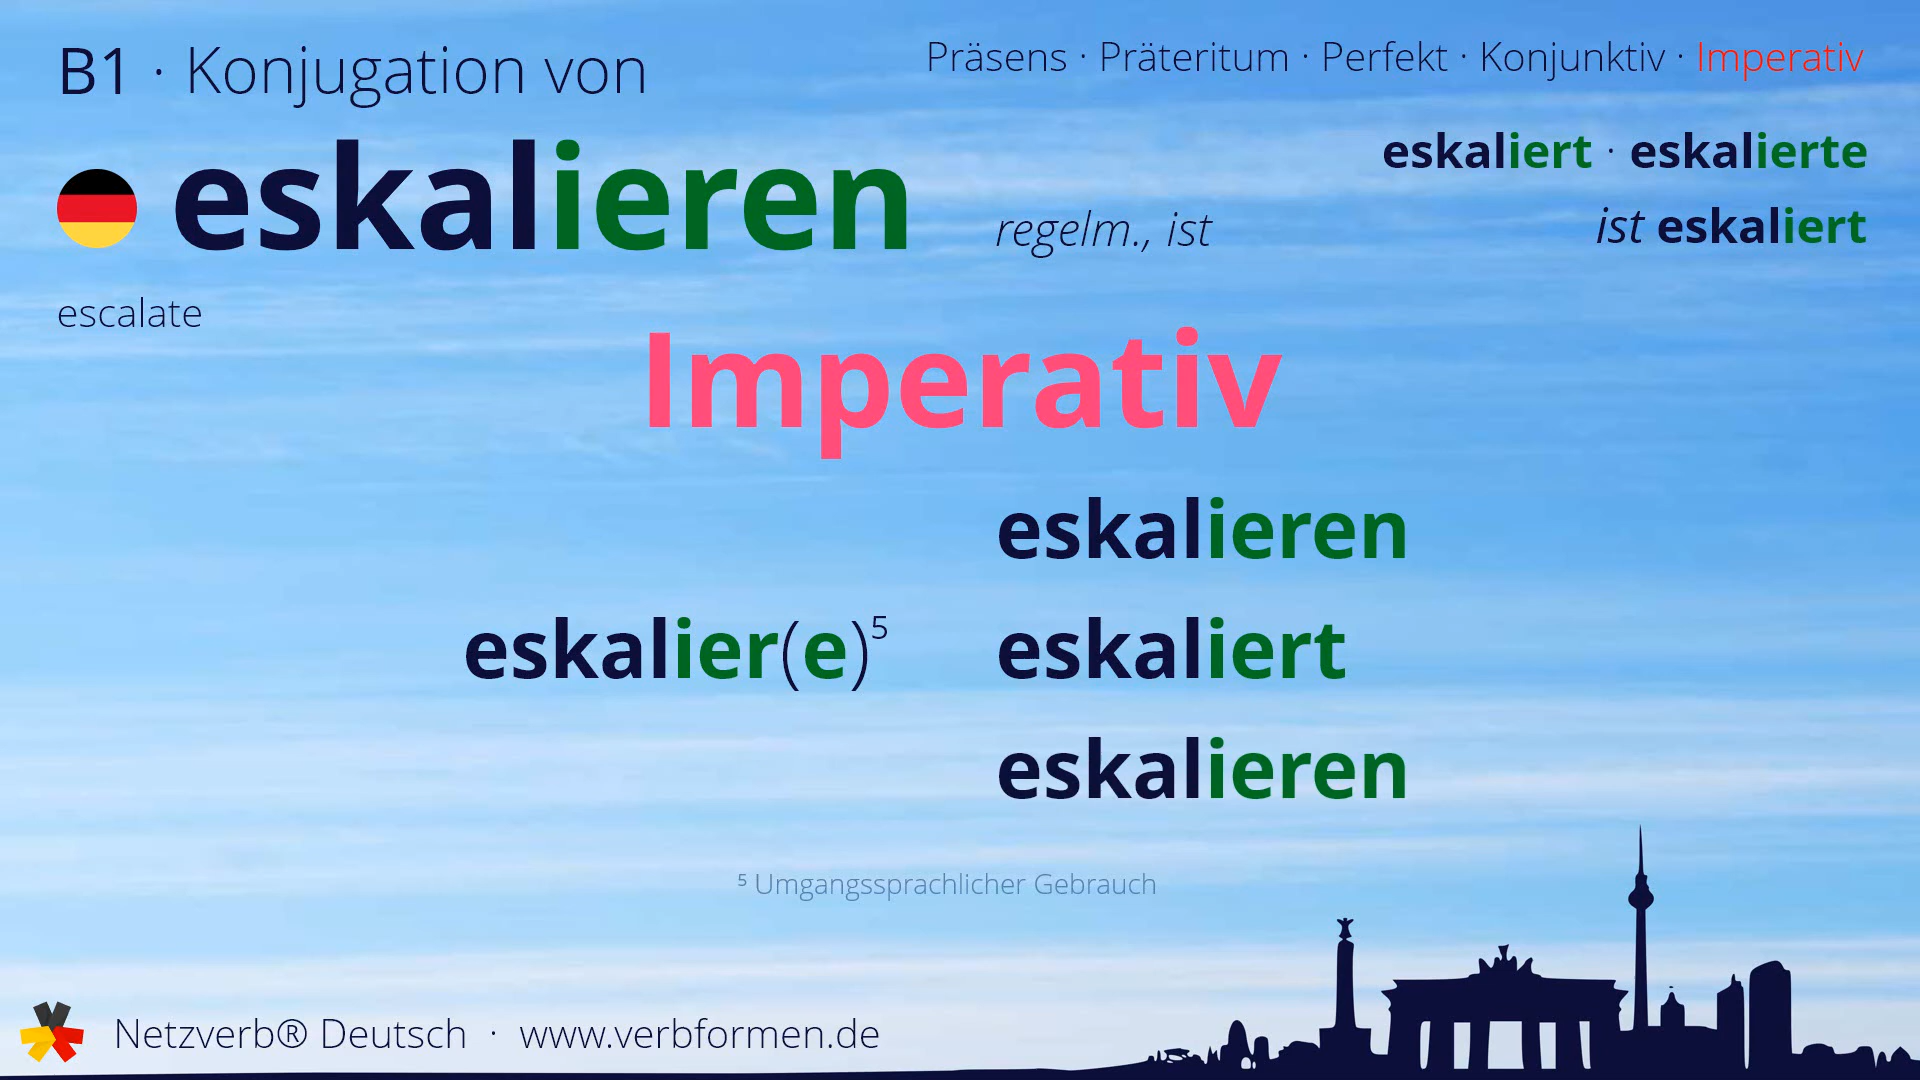 B1 · Konjugation von
Präsens · Präteritum · Perfekt · Konjunktiv · Imperativ
eskalieren
regelm., ist
eskaliert · eskalierte
ist eskaliert
escalate
Imperativ
eskalieren
eskalier(e)⁵ eskaliert
eskalieren
⁵ Umgangssprachlicher Gebrauch
Netzverb® Deutsch · www.verbformen.de